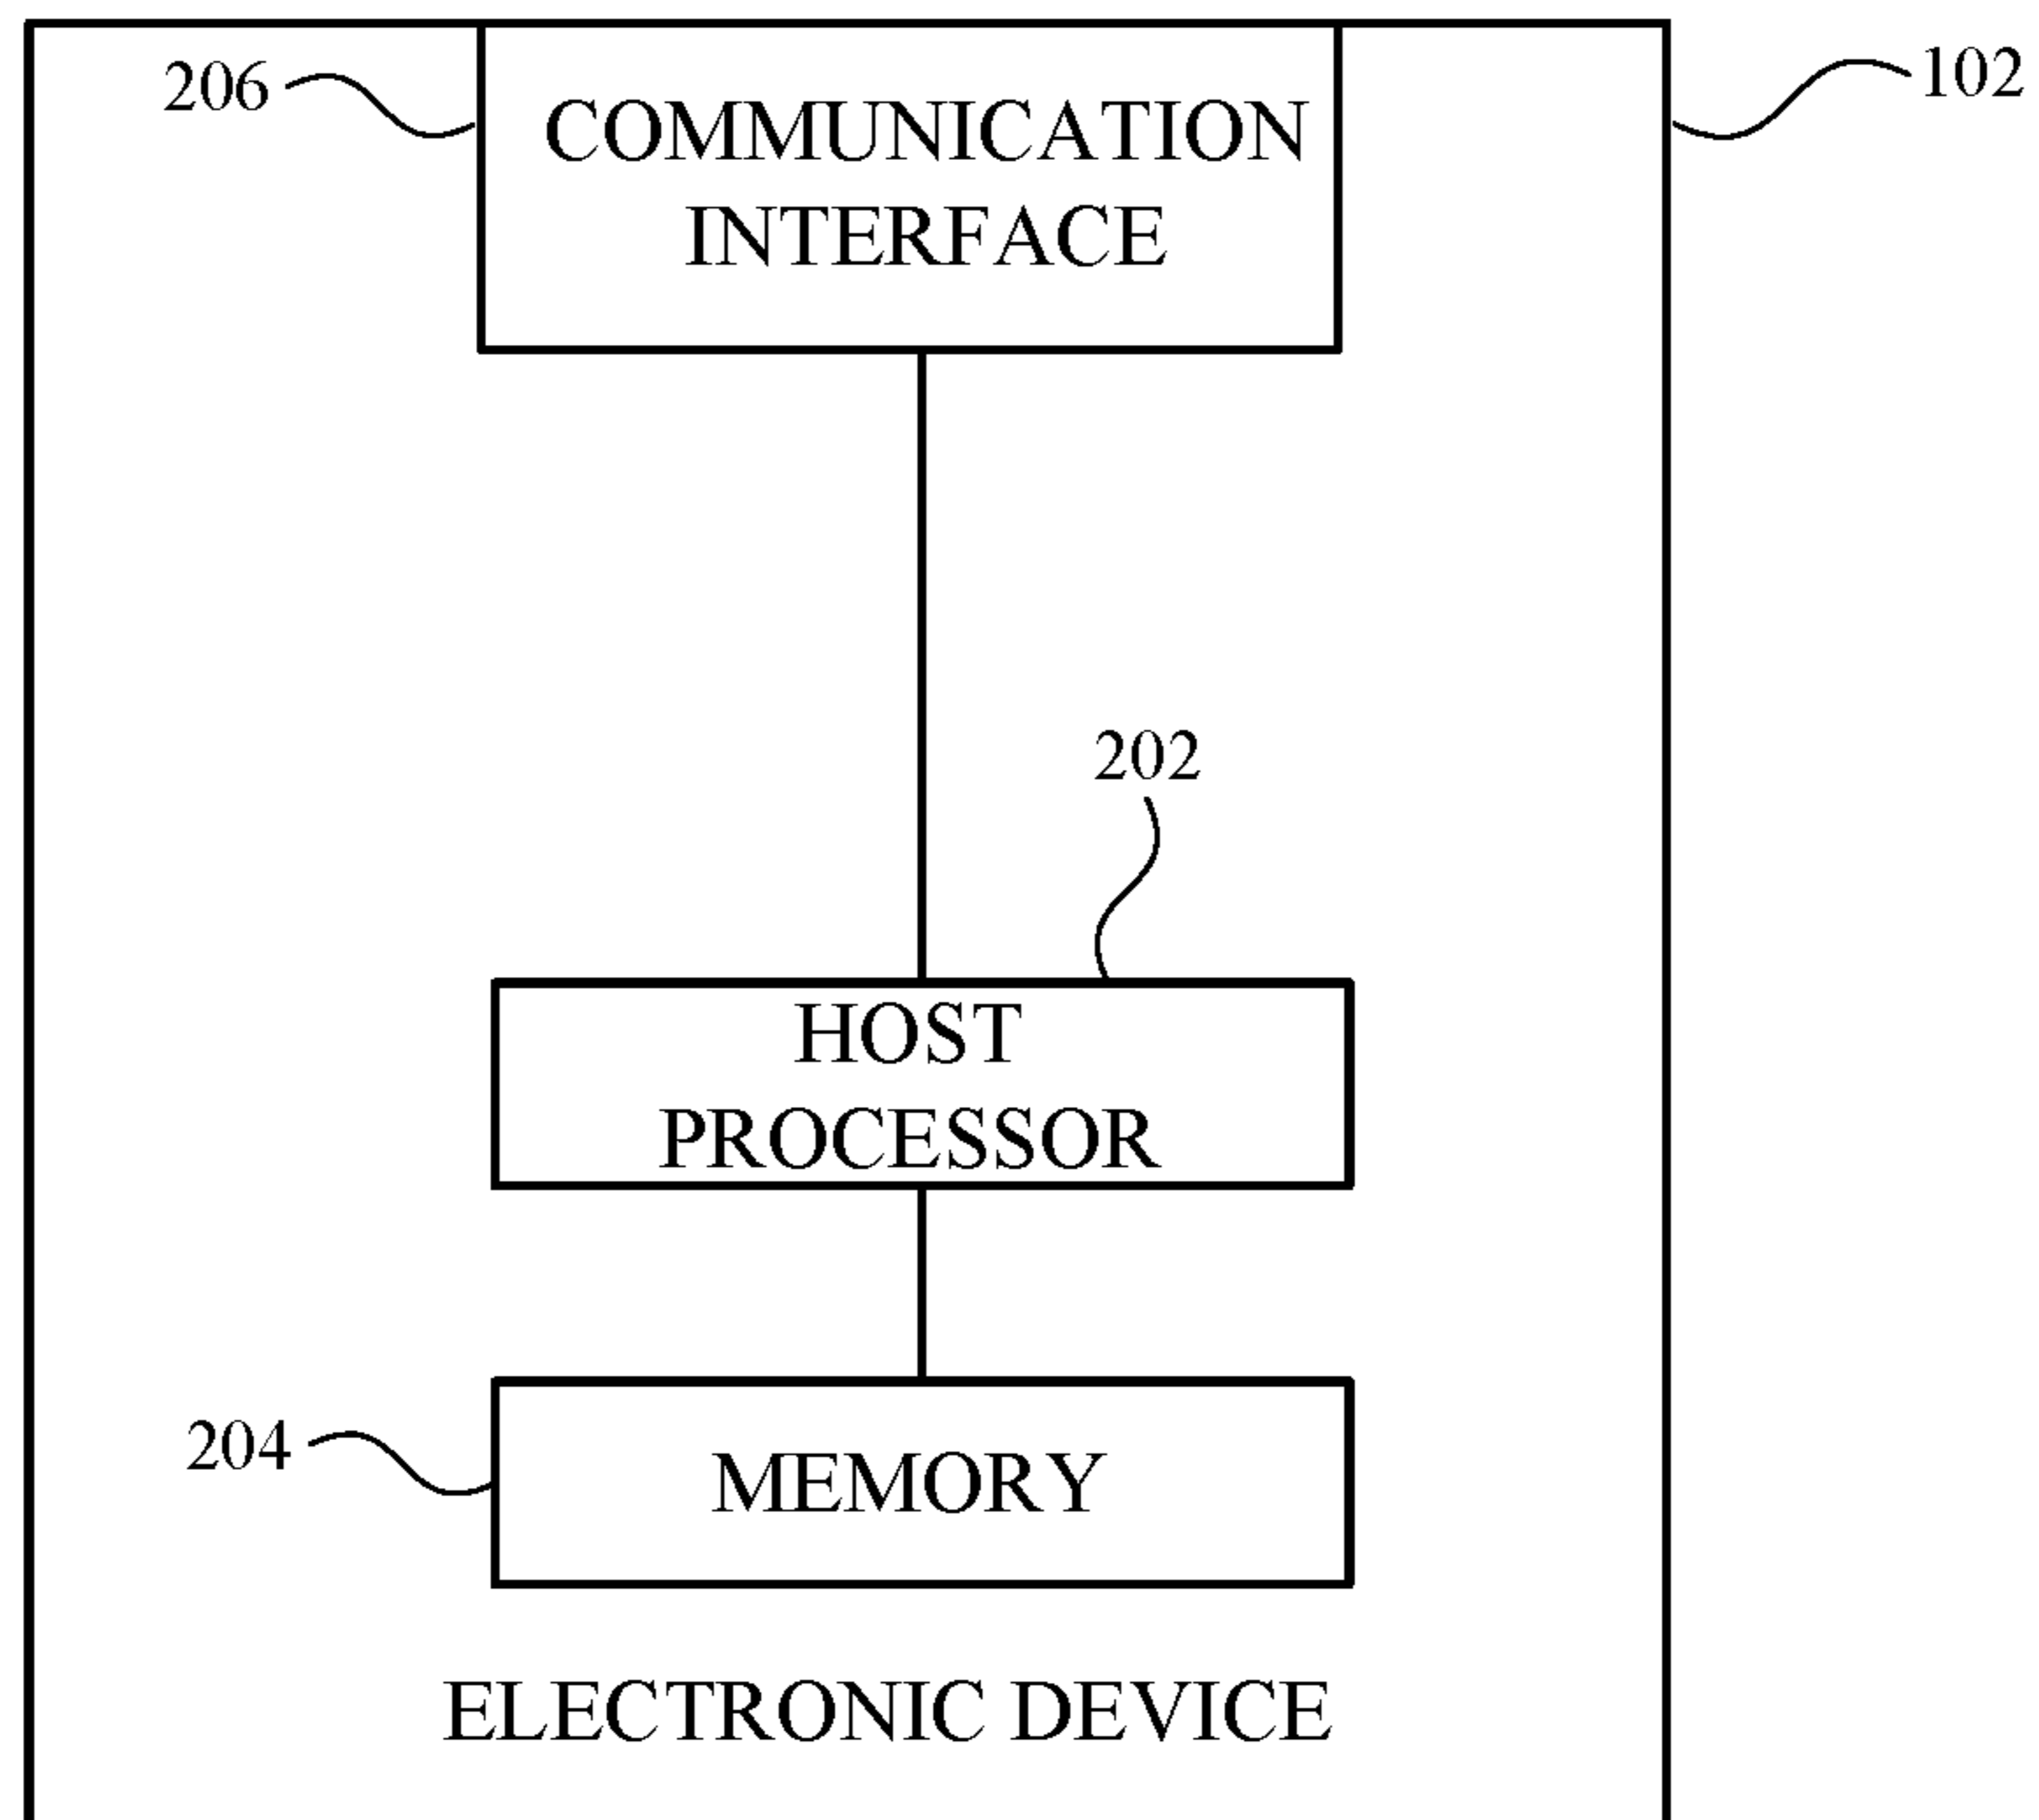 206
COMMUNICATION
INTERFACE
102
202
HOST
PROCESSOR
204
MEMORY
ELECTRONIC DEVICE